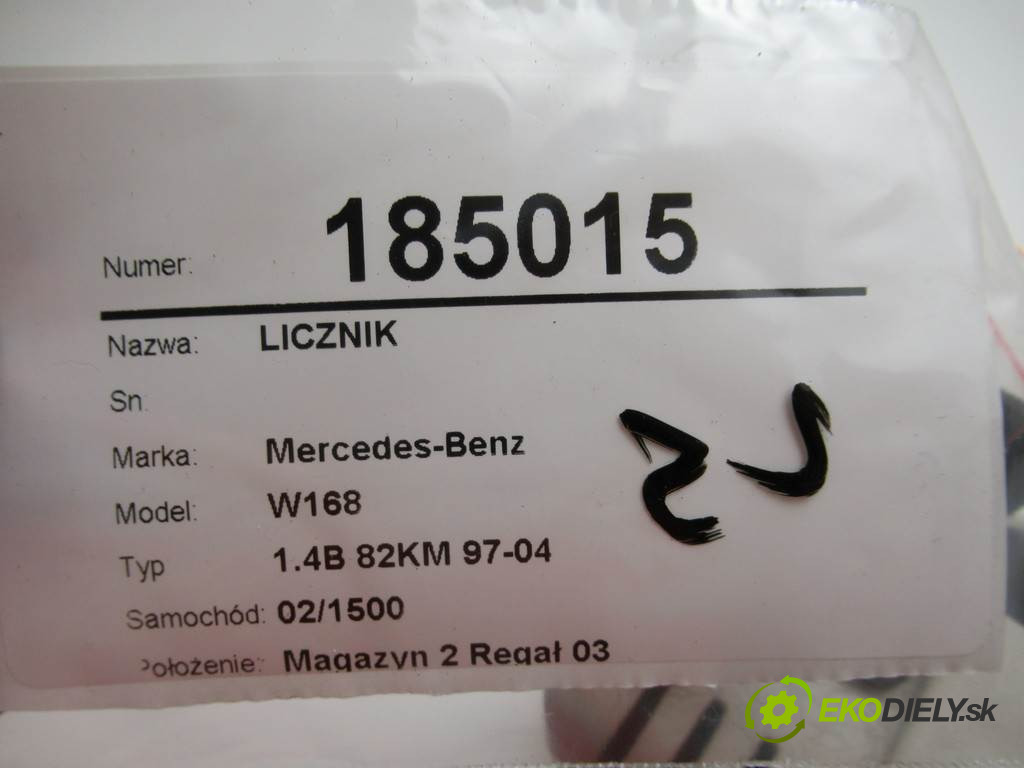 Numer: 185015
Nazwa: LICZNIK
Sn
Marka: Mercedes-Benz
Model: W168
Typ 1.4B 82KM 97-04
Samochód: 02/1500
Położenie: Magazyn 2 Regał 03
EKODIELY.sk